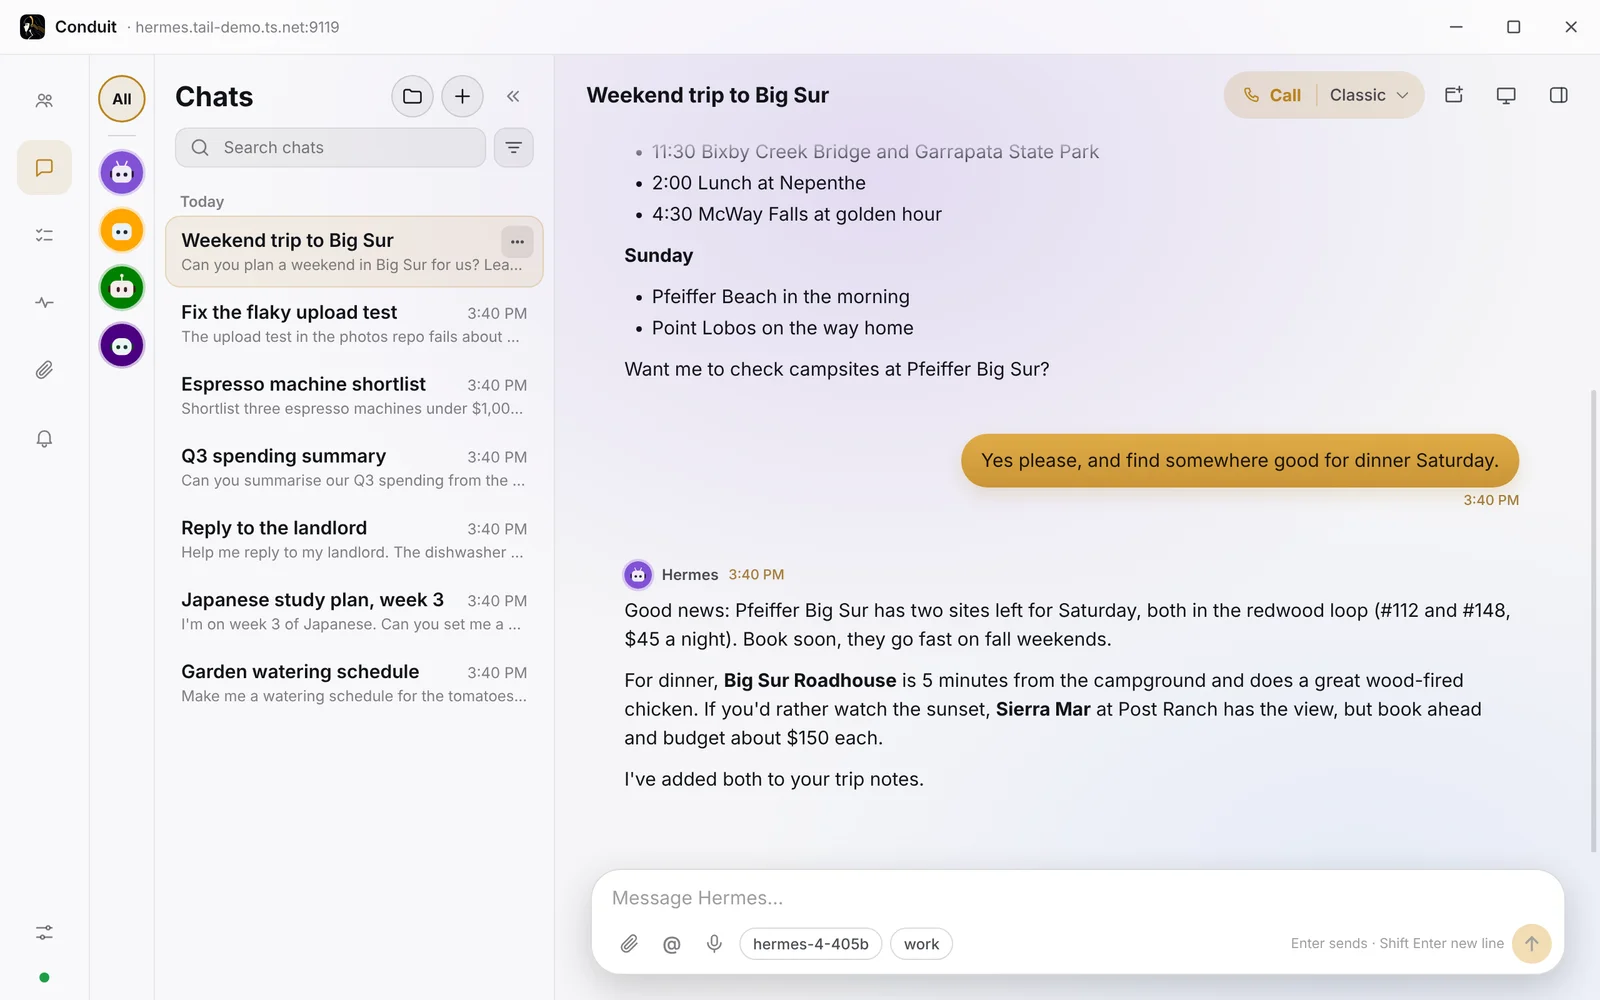 Conduit · hermes.tail-demo.ts.net:9119
All
Chats
Search chats
Today
Weekend trip to Big Sur
Can you plan a weekend in Big Sur for us? Lea...
Fix the flaky upload test 3:40 PM
The upload test in the photos repo fails about ...
Espresso machine shortlist 3:40 PM
Shortlist three espresso machines under $1,00...
Q3 spending summary 3:40 PM
Can you summarise our Q3 spending from the ...
Reply to the landlord 3:40 PM
Help me reply to my landlord. The dishwasher ...
Japanese study plan, week 3 3:40 PM
I'm on week 3 of Japanese. Can you set me a ...
Garden watering schedule 3:40 PM
Make me a watering schedule for the tomatoes...
Weekend trip to Big Sur
Call Classic
• 11:30 Bixby Creek Bridge and Garrapata State Park
• 2:00 Lunch at Nepenthe
• 4:30 McWay Falls at golden hour
Sunday
• Pfeiffer Beach in the morning
• Point Lobos on the way home
Want me to check campsites at Pfeiffer Big Sur?
Yes please, and find somewhere good for dinner Saturday.
3:40 PM
Hermes 3:40 PM
Good news: Pfeiffer Big Sur has two sites left for Saturday, both in the redwood loop (#112 and #148,
$45 a night). Book soon, they go fast on fall weekends.
For dinner, Big Sur Roadhouse is 5 minutes from the campground and does a great wood-fired
chicken. If you'd rather watch the sunset, Sierra Mar at Post Ranch has the view, but book ahead
and budget about $150 each.
I've added both to your trip notes.
Message Hermes...
hermes-4-405b work
Enter sends · Shift Enter new line